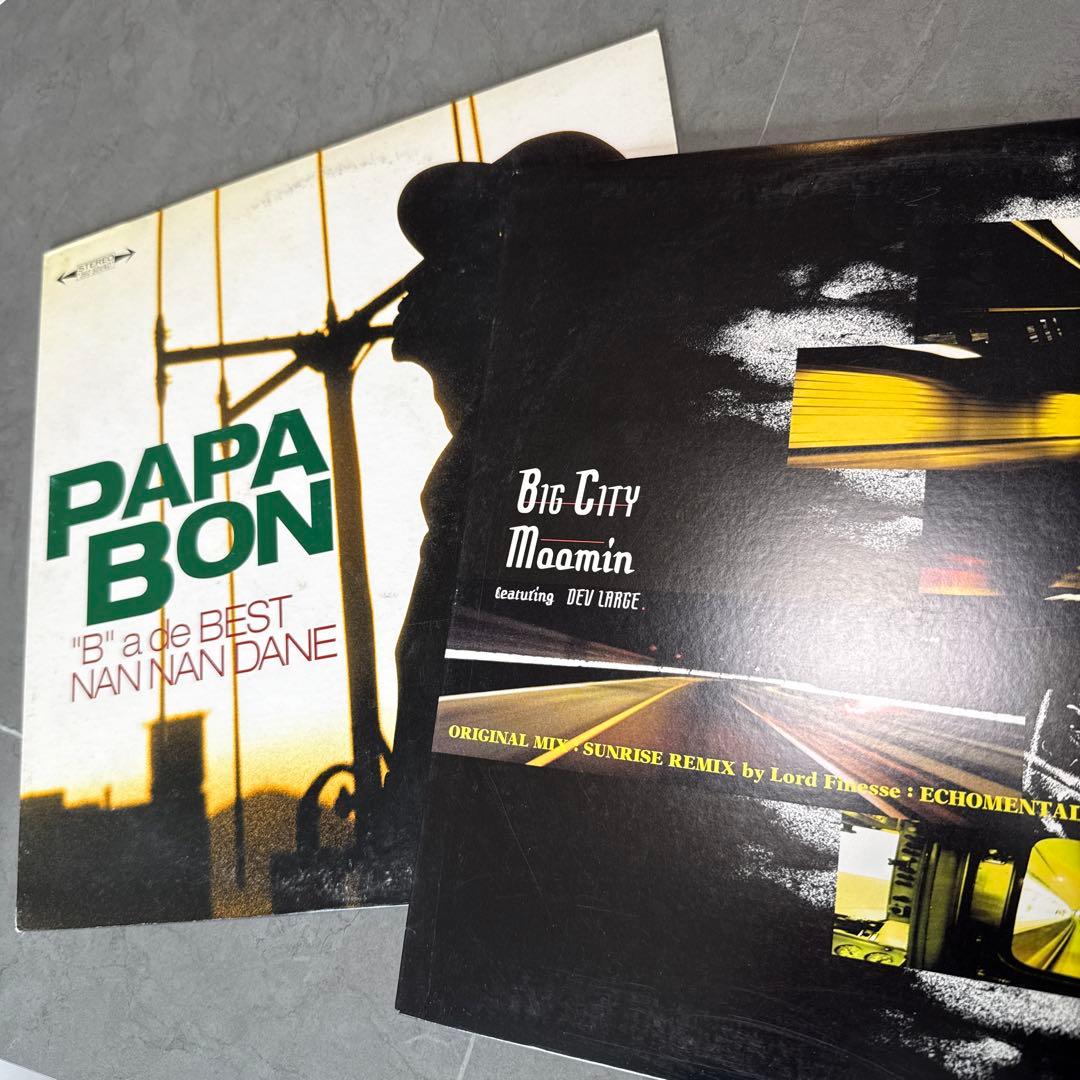 STEREO
PAPA
BON
"B" a de BEST
NAN NAN DANE
BIG CITY
Moomin
featuring DEV LARGE.
ORIGINAL MIX : SUNRISE REMIX by Lord Finesse : ECHOMENTAL